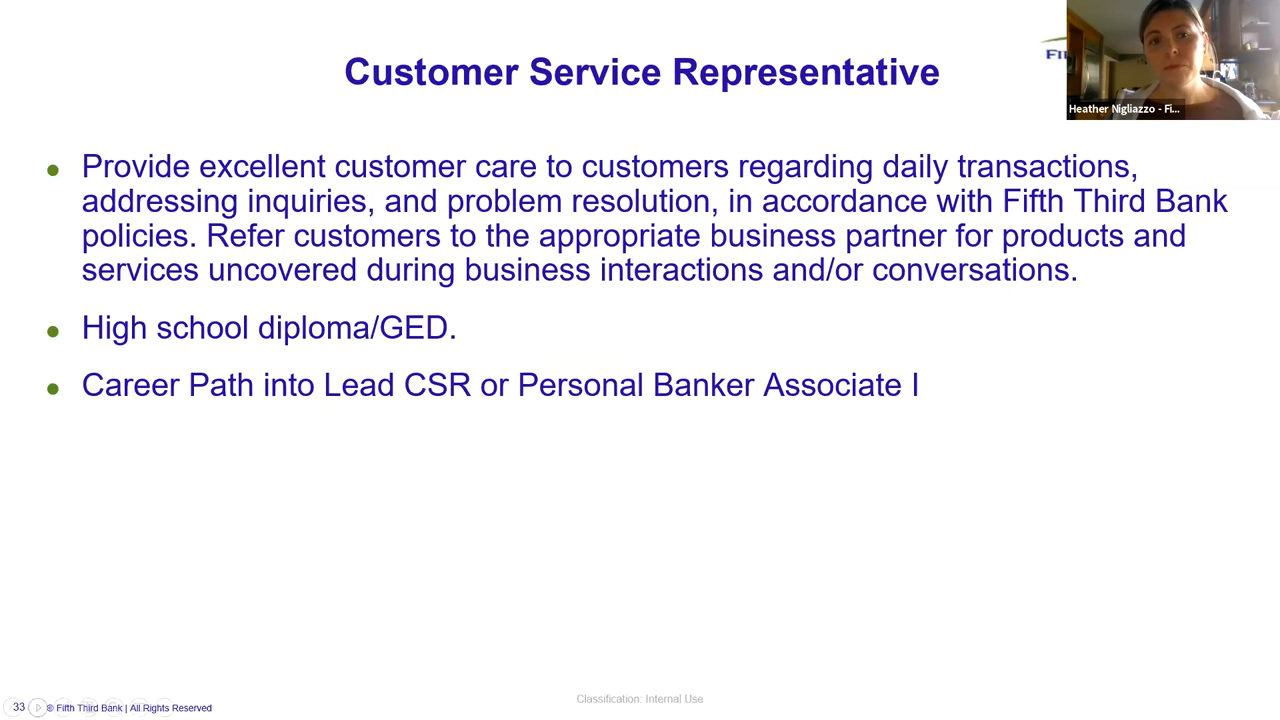 Customer Service Representative
Heather Nigliazzo - Fi...
Provide excellent customer care to customers regarding daily transactions,
addressing inquiries, and problem resolution, in accordance with Fifth Third Bank
policies. Refer customers to the appropriate business partner for products and
services uncovered during business interactions and/or conversations.
High school diploma/GED.
Career Path into Lead CSR or Personal Banker Associate I
Classification: Internal Use
33
® Fifth Third Bank | All Rights Reserved